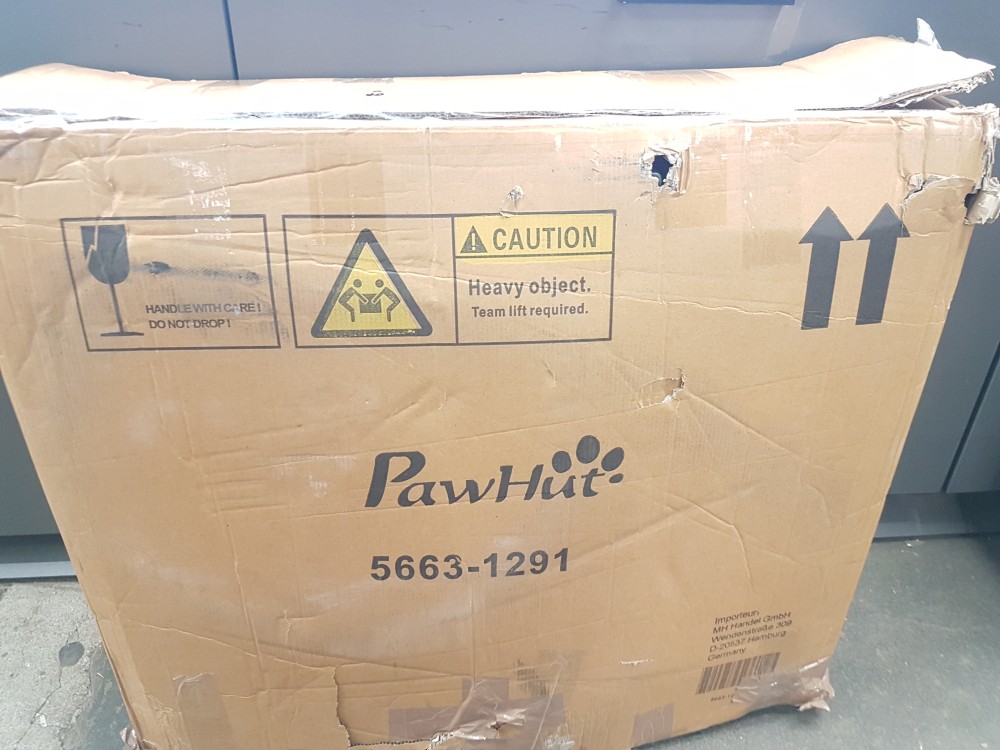 HANDLE WITH CARE!
DO NOT DROP!
CAUTION
Heavy object.
Team lift required.
PawHut
5663-1291
Importeur:
MH Handel GmbH
Wendenstraße 309
D-20537 Hamburg
Germany